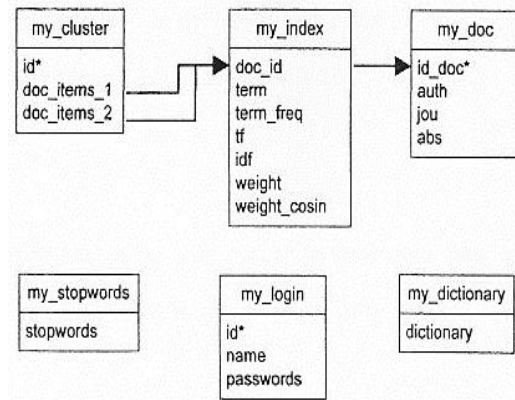 my_cluster
id*
doc_items_1
doc_items_2
my_index
doc_id
term
term_freq
tf
idf
weight
weight_cosin
my_doc
id_doc*
auth
jou
abs
my_stopwords
stopwords
my_login
id*
name
passwords
my_dictionary
dictionary